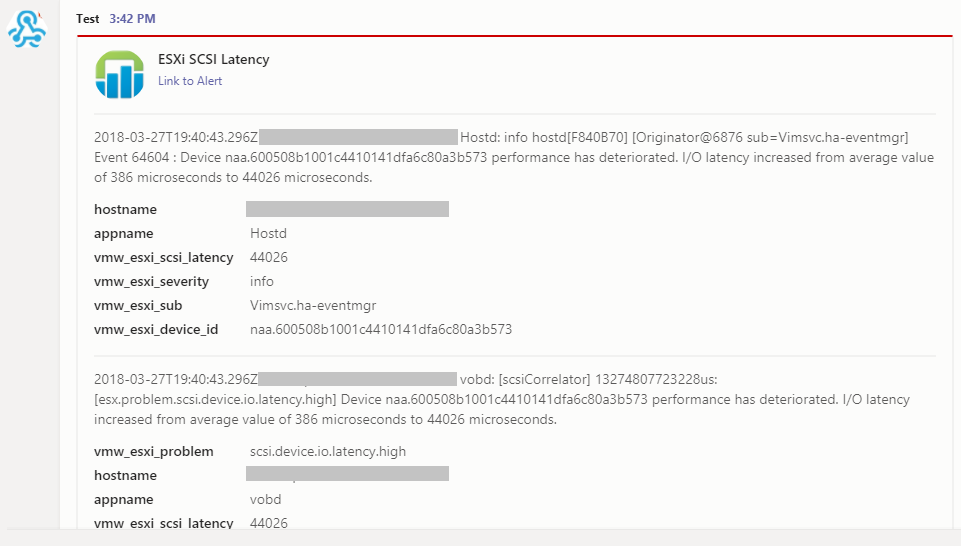 Test 3:42 PM
ESXi SCSI Latency
Link to Alert
2018-03-27T19:40:43.296Z Hostd: info hostd[F840B70] [Originator@6876 sub=Vimsvc.ha-eventmgr]
Event 64604 : Device naa.600508b1001c4410141dfa6c80a3b573 performance has deteriorated. I/O latency increased from average value
of 386 microseconds to 44026 microseconds.
hostname
appname Hostd
vmw_esxi_scsi_latency 44026
vmw_esxi_severity info
vmw_esxi_sub Vimsvc.ha-eventmgr
vmw_esxi_device_id naa.600508b1001c4410141dfa6c80a3b573
2018-03-27T19:40:43.296Z vobd: [scsiCorrelator] 13274807723228us:
[esx.problem.scsi.device.io.latency.high] Device naa.600508b1001c4410141dfa6c80a3b573 performance has deteriorated. I/O latency
increased from average value of 386 microseconds to 44026 microseconds.
vmw_esxi_problem scsi.device.io.latency.high
hostname
appname vobd
vmw_esxi_scsi_latency 44026